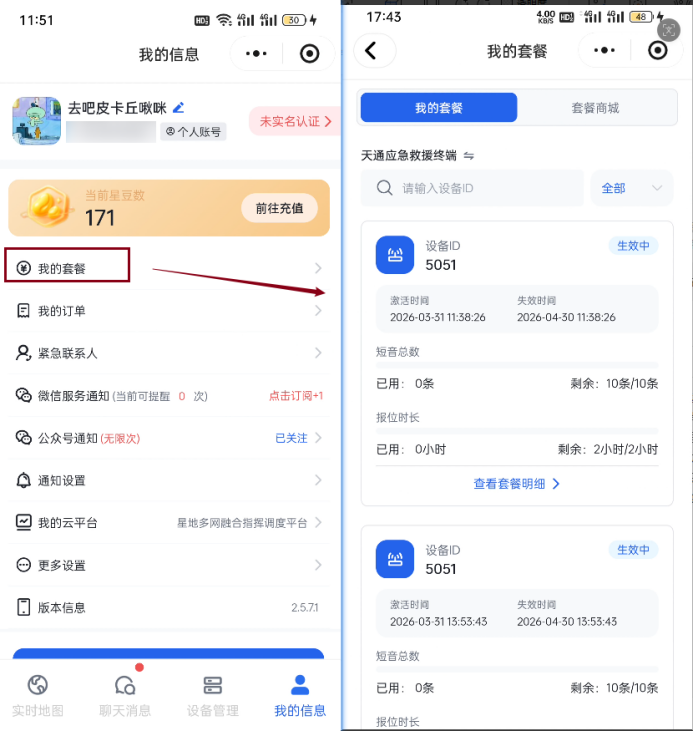 11:51
HD 4G 4G 30
我的信息
去吧皮卡丘啾咪
个人账号
未实名认证
当前星豆数
171
前往充值
我的套餐
我的订单
紧急联系人
微信服务通知(当前可提醒 0 次)
点击订阅+1
公众号通知(无限次)
已关注
通知设置
我的云平台
星地多网融合指挥调度平台
更多设置
版本信息
2.5.7.1
实时地图
聊天消息
设备管理
我的信息
17:43
4.00 KB/S HD 4G 4G 48
我的套餐
我的套餐
套餐商城
天通应急救援终端
请输入设备ID
全部
设备ID
5051
生效中
激活时间
失效时间
2026-03-31 11:38:26
2026-04-30 11:38:26
短音总数
已用： 0条
剩余： 10条/10条
报位时长
已用： 0小时
剩余： 2小时/2小时
查看套餐明细
设备ID
5051
生效中
激活时间
失效时间
2026-03-31 13:53:43
2026-04-30 13:53:43
短音总数
已用： 0条
剩余： 10条/10条
报位时长